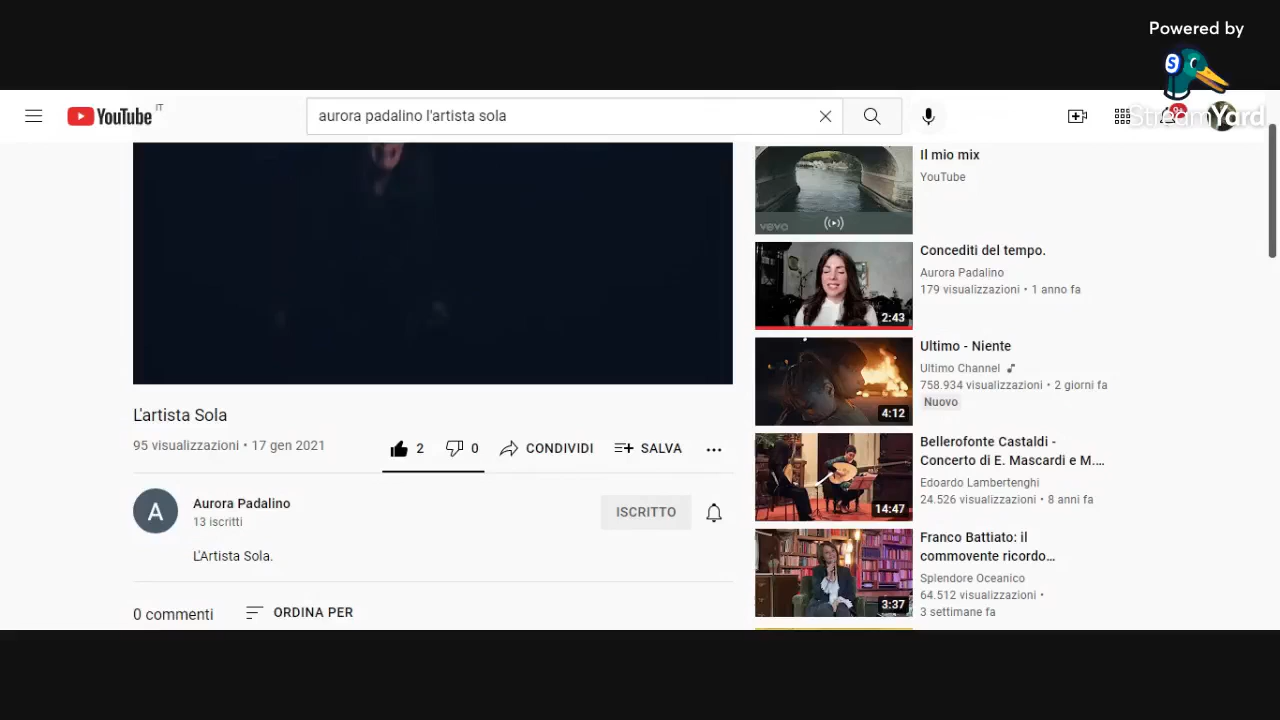 Powered by
StreamYard
YouTube IT
aurora padalino l'artista sola
9+
L'artista Sola
95 visualizzazioni • 17 gen 2021
2
0
CONDIVIDI
SALVA
A
Aurora Padalino
13 iscritti
ISCRITTO
L'Artista Sola.
0 commenti
ORDINA PER
vevo
Il mio mix
YouTube
2:43
Concediti del tempo.
Aurora Padalino
179 visualizzazioni • 1 anno fa
4:12
Ultimo - Niente
Ultimo Channel
758.934 visualizzazioni • 2 giorni fa
Nuovo
14:47
Bellerofonte Castaldi -
Concerto di E. Mascardi e M....
Edoardo Lambertenghi
24.526 visualizzazioni • 8 anni fa
3:37
Franco Battiato: il
commovente ricordo...
Splendore Oceanico
64.512 visualizzazioni •
3 settimane fa